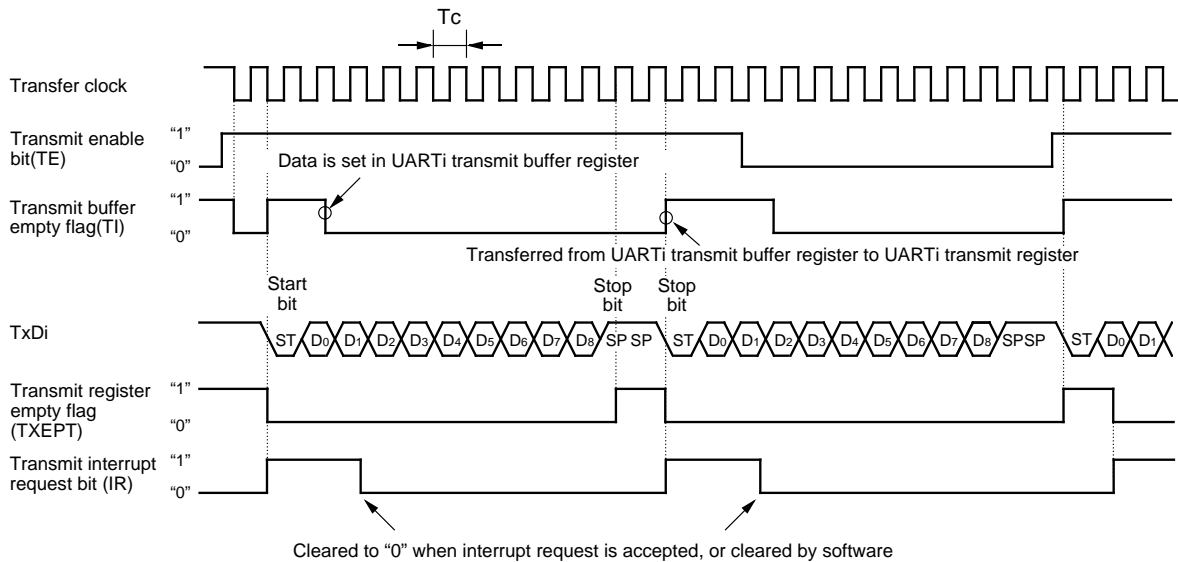 Tc
Transfer clock
Transmit enable
bit(TE)
“1”
“0”
Data is set in UARTi transmit buffer register
Transmit buffer
empty flag(TI)
“1”
“0”
Transferred from UARTi transmit buffer register to UARTi transmit register
Start
bit
Stop
bit
Stop
bit
TxDi
ST D0 D1 D2 D3 D4 D5 D6 D7 D8 SP SP ST D0 D1 D2 D3 D4 D5 D6 D7 D8 SPSP ST D0 D1
Transmit register
empty flag
(TXEPT)
“1”
“0”
Transmit interrupt
request bit (IR)
“1”
“0”
Cleared to “0” when interrupt request is accepted, or cleared by software